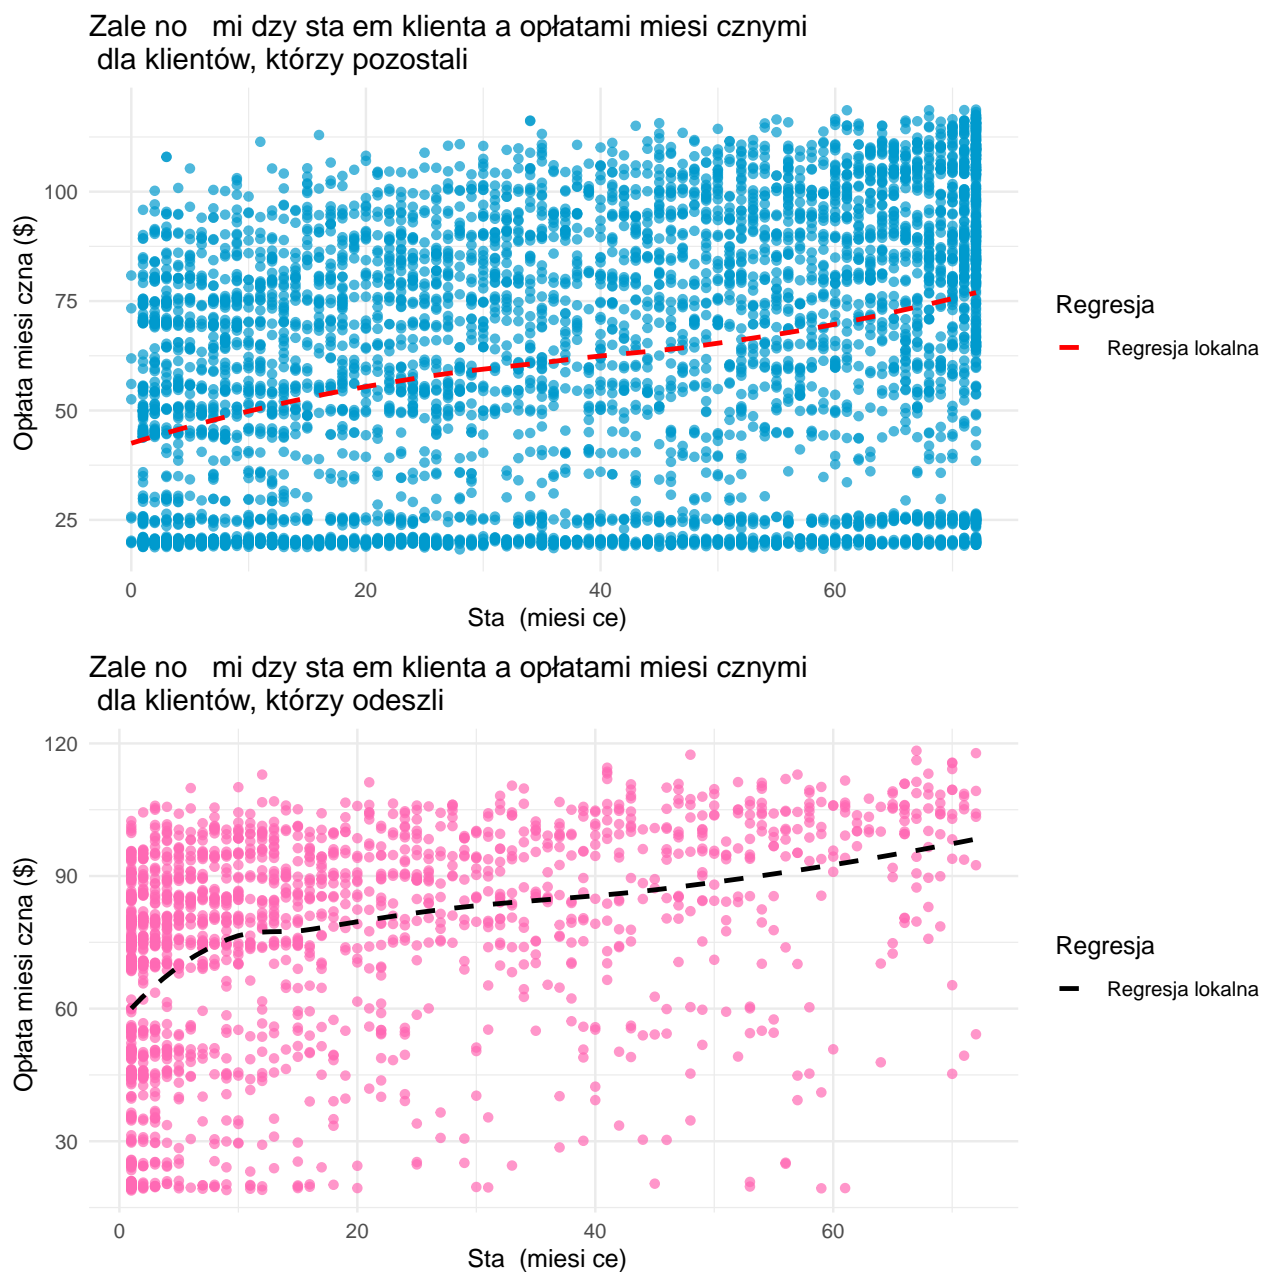 Zale no   mi dzy sta em klienta a opłatami miesi cznymi
dla klientów, którzy pozostali
Opłata miesi czna ($)
100
75
50
25
0
20
40
60
Sta  (miesi ce)
Regresja
Regresja lokalna
Zale no   mi dzy sta em klienta a opłatami miesi cznymi
dla klientów, którzy odeszli
Opłata miesi czna ($)
120
90
60
30
0
20
40
60
Sta  (miesi ce)
Regresja
Regresja lokalna